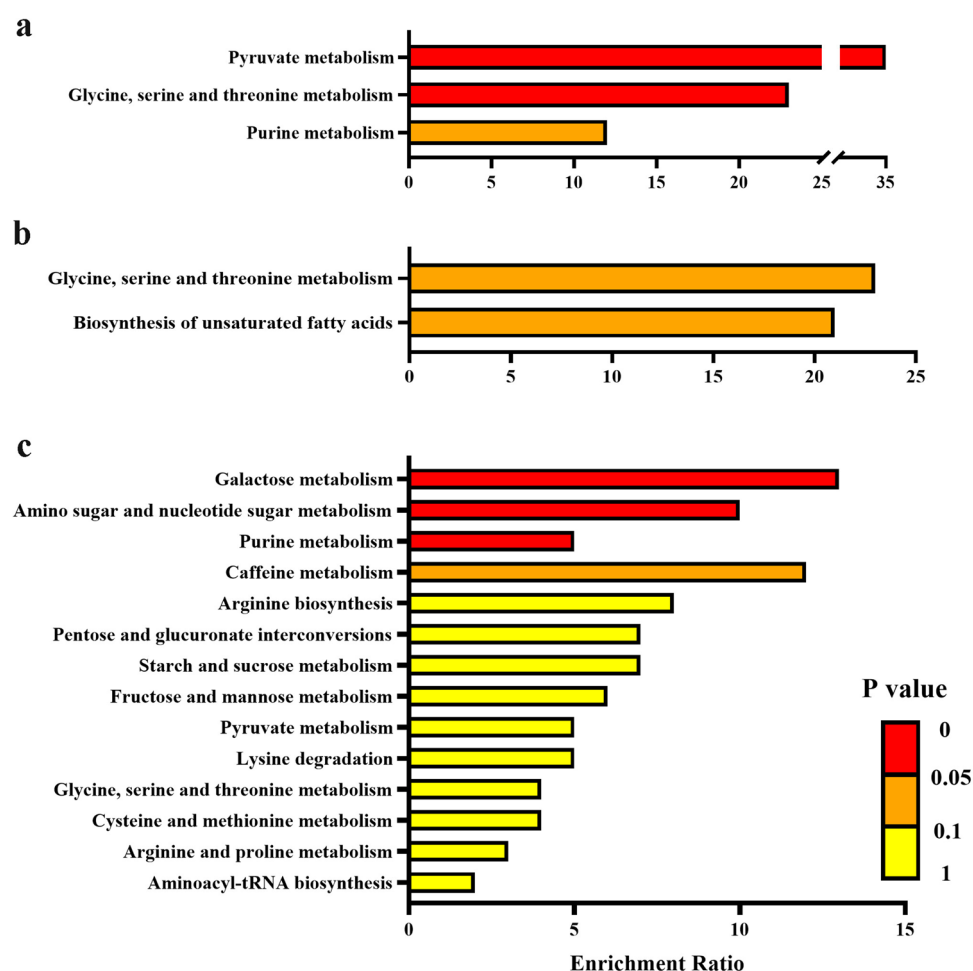 a
Pyruvate metabolism
Glycine, serine and threonine metabolism
Purine metabolism
0 5 10 15 20 25 35
b
Glycine, serine and threonine metabolism
Biosynthesis of unsaturated fatty acids
0 5 10 15 20 25
c
Galactose metabolism
Amino sugar and nucleotide sugar metabolism
Purine metabolism
Caffeine metabolism
Arginine biosynthesis
Pentose and glucuronate interconversions
Starch and sucrose metabolism
Fructose and mannose metabolism
Pyruvate metabolism
Lysine degradation
Glycine, serine and threonine metabolism
Cysteine and methionine metabolism
Arginine and proline metabolism
Aminoacyl-tRNA biosynthesis
0 5 10 15
Enrichment Ratio
P value
0
0.05
0.1
1